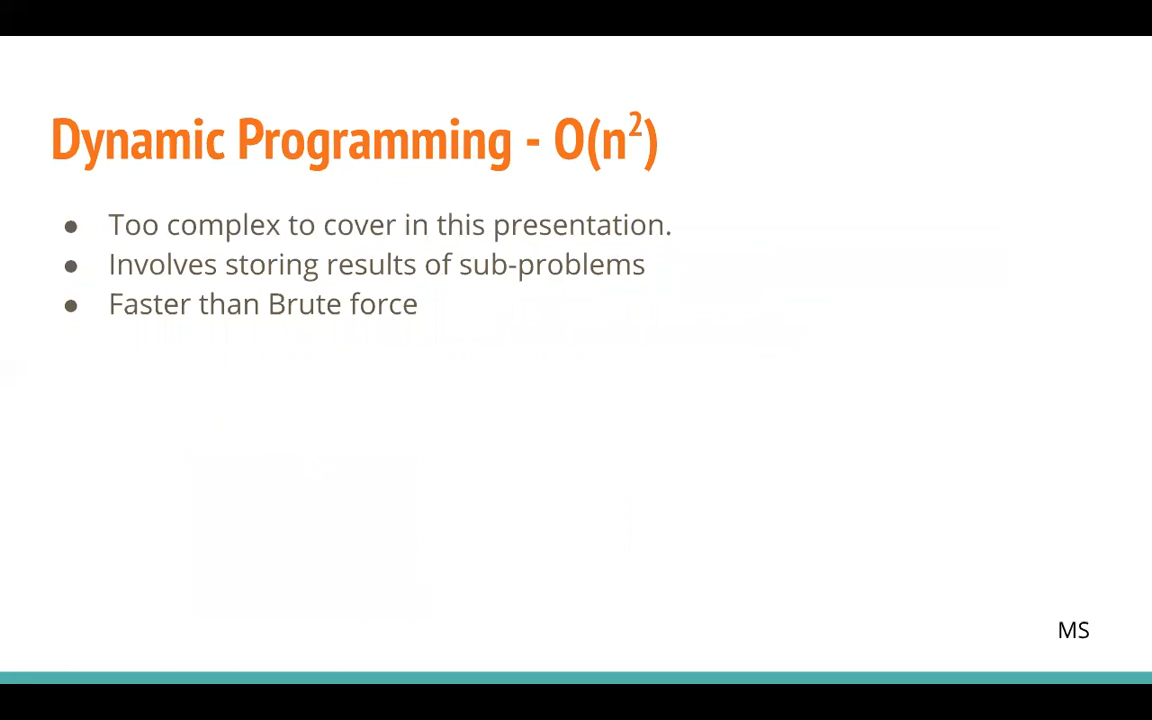 Dynamic Programming - O(n²)
● Too complex to cover in this presentation.
● Involves storing results of sub-problems
● Faster than Brute force
MS